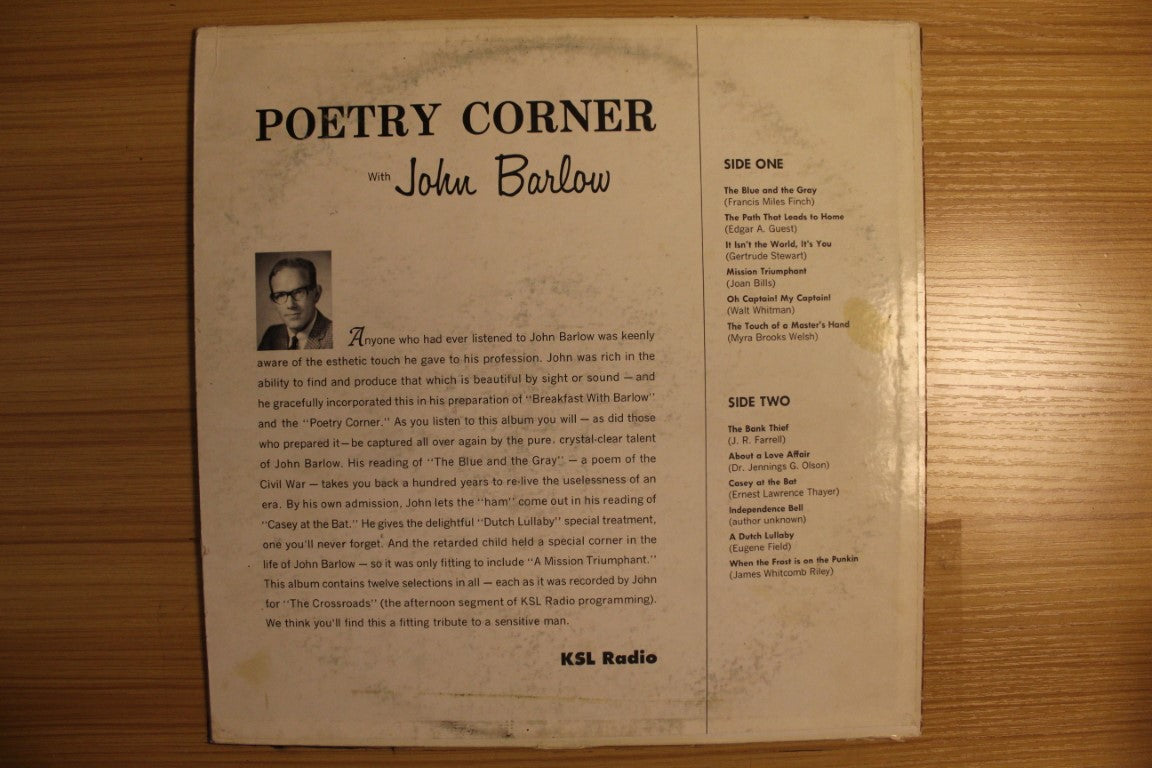 POETRY CORNER
With John Barlow
Anyone who had ever listened to John Barlow was keenly
aware of the esthetic touch he gave to his profession. John was rich in the
ability to find and produce that which is beautiful by sight or sound — and
he gracefully incorporated this in his preparation of "Breakfast With Barlow"
and the "Poetry Corner." As you listen to this album you will — as did those
who prepared it—be captured all over again by the pure, crystal-clear talent
of John Barlow. His reading of "The Blue and the Gray" — a poem of the
Civil War — takes you back a hundred years to re-live the uselessness of an
era. By his own admission, John lets the "ham" come out in his reading of
"Casey at the Bat." He gives the delightful "Dutch Lullaby" special treatment,
one you'll never forget. And the retarded child held a special corner in the
life of John Barlow — so it was only fitting to include "A Mission Triumphant."
This album contains twelve selections in all — each as it was recorded by John
for "The Crossroads" (the afternoon segment of KSL Radio programming).
We think you'll find this a fitting tribute to a sensitive man.
KSL Radio
SIDE ONE
The Blue and the Gray
(Francis Miles Finch)
The Path That Leads to Home
(Edgar A. Guest)
It Isn't the World, It's You
(Gertrude Stewart)
Mission Triumphant
(Joan Bills)
Oh Captain! My Captain!
(Walt Whitman)
The Touch of a Master's Hand
(Myra Brooks Welsh)
SIDE TWO
The Bank Thief
(J. R. Farrell)
About a Love Affair
(Dr. Jennings G. Olson)
Casey at the Bat
(Ernest Lawrence Thayer)
Independence Bell
(author unknown)
A Dutch Lullaby
(Eugene Field)
When the Frost is on the Punkin
(James Whitcomb Riley)